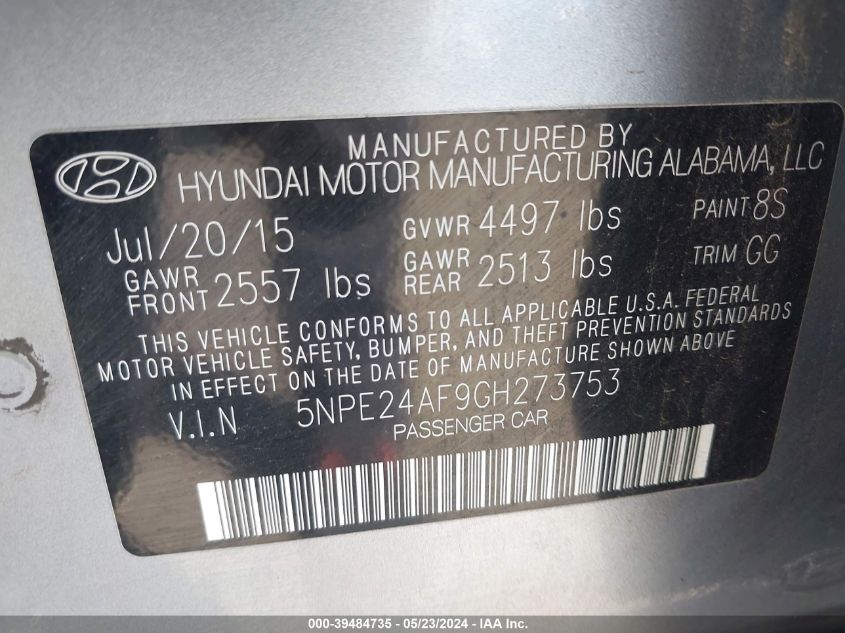 MANUFACTURED BY
HYUNDAI MOTOR MANUFACTURING ALABAMA, LLC
Jul/20/15 GVWR 4497 lbs PAINT 8S
GAWR FRONT 2557 lbs GAWR REAR 2513 lbs TRIM GG
THIS VEHICLE CONFORMS TO ALL APPLICABLE U.S.A. FEDERAL
MOTOR VEHICLE SAFETY, BUMPER, AND THEFT PREVENTION STANDARDS
IN EFFECT ON THE DATE OF MANUFACTURE SHOWN ABOVE
V.I.N 5NPE24AF9GH273753
PASSENGER CAR
000-39484735 - 05/23/2024 - IAA Inc.